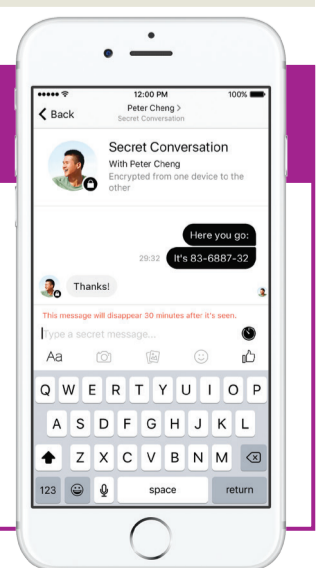 12:00 PM
100%
Back
Peter Cheng >
Secret Conversation
Secret Conversation
With Peter Cheng
Encrypted from one device to the
other
Here you go:
29:32
It's 83-6887-32
Thanks!
This message will disappear 30 minutes after it's seen.
Type a secret message...
Aa
Q W E R T Y U I O P
A S D F G H J K L
Z X C V B N M
123
space
return